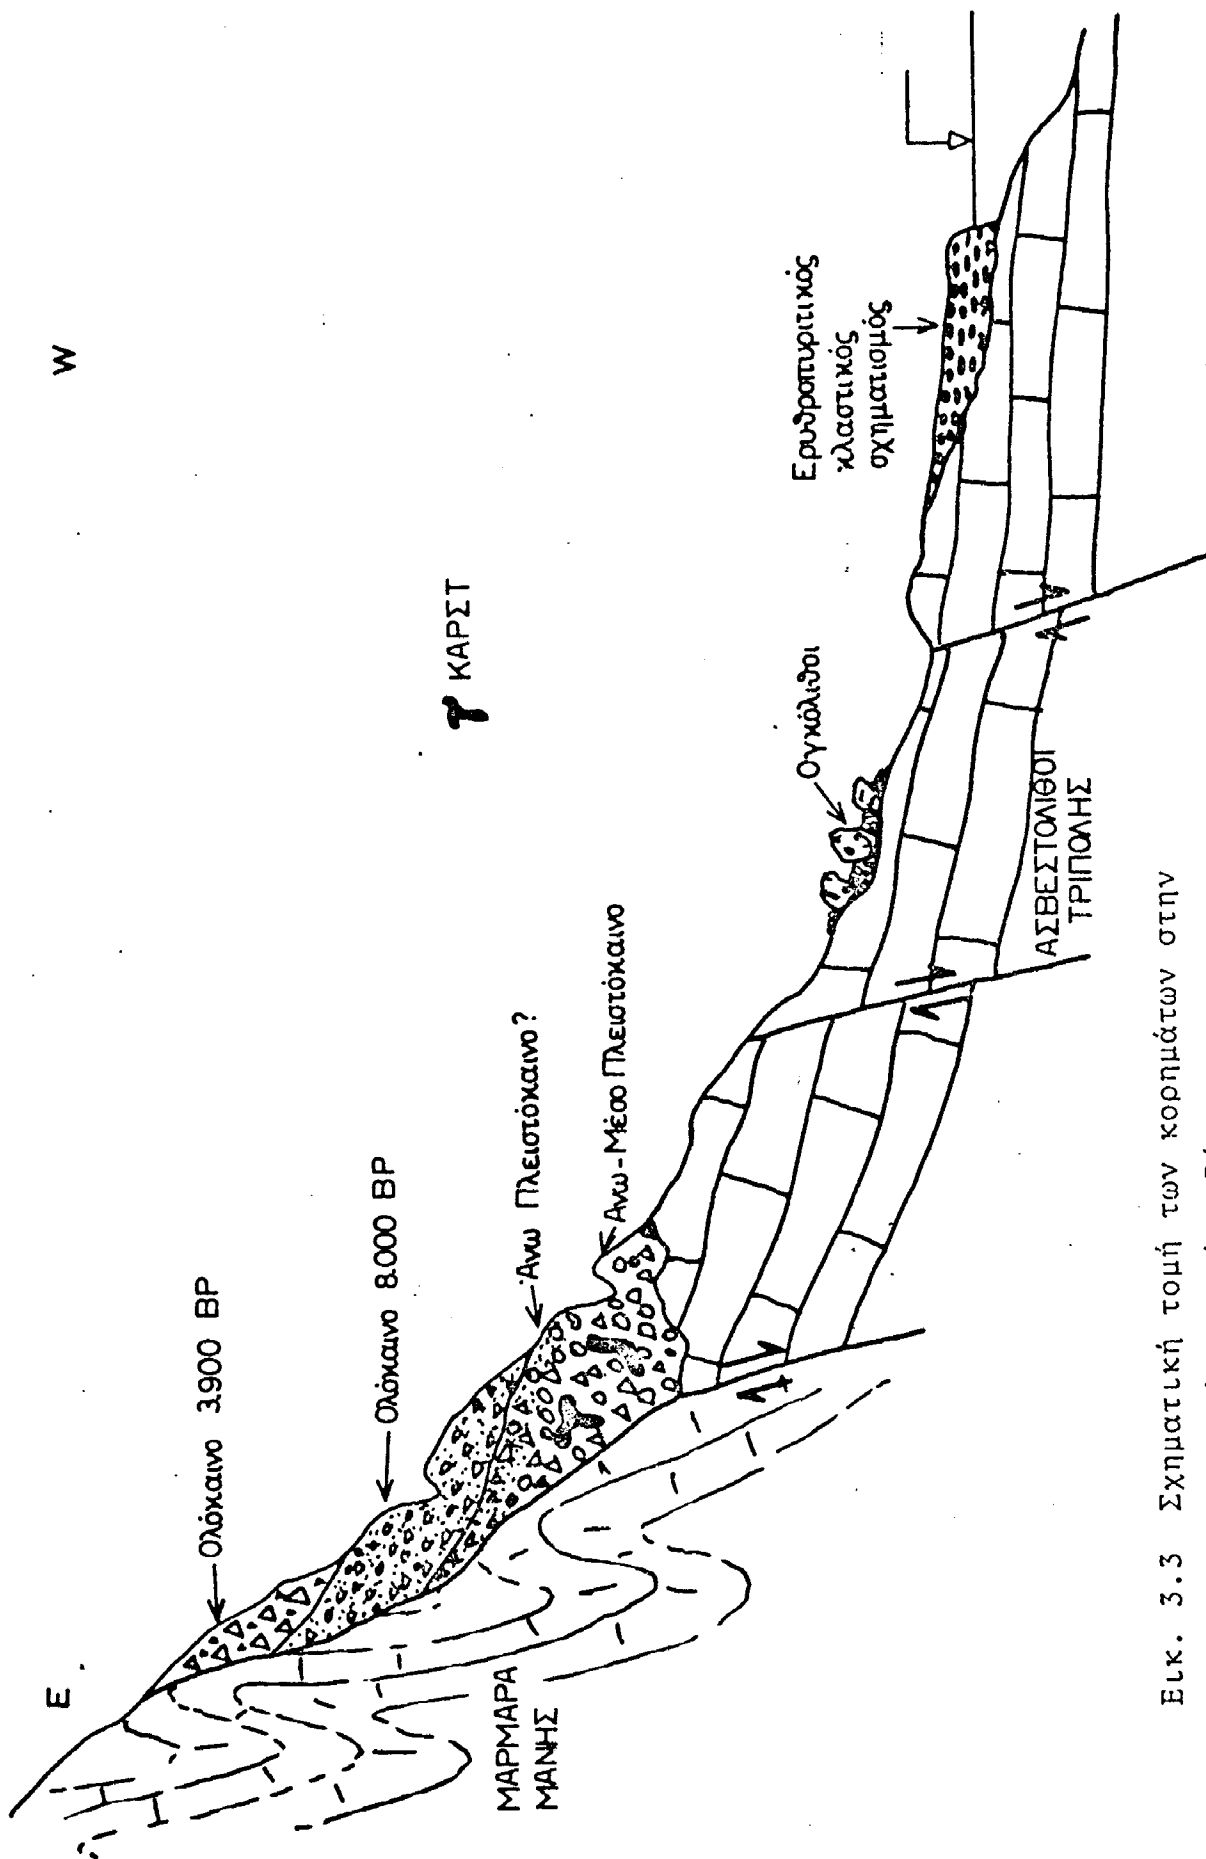 E
W
Ολόκαινο 3.900 BP
Ολόκαινο 8.000 BP
Άνω Πλειστόκαινο?
Άνω-Μέσο Πλειστόκαινο
ΚΑΡΣΤ
Ογκόλιθοι
Ερυθροπυριτικός
κλαστικός
σχηματισμός
ΜΑΡΜΑΡΑ
ΜΑΝΗΣ
ΑΣΒΕΣΤΟΛΙΘΟΙ
ΤΡΙΠΟΛΗΣ
Εικ. 3.3 Σχηματική τομή των κορημάτων στην